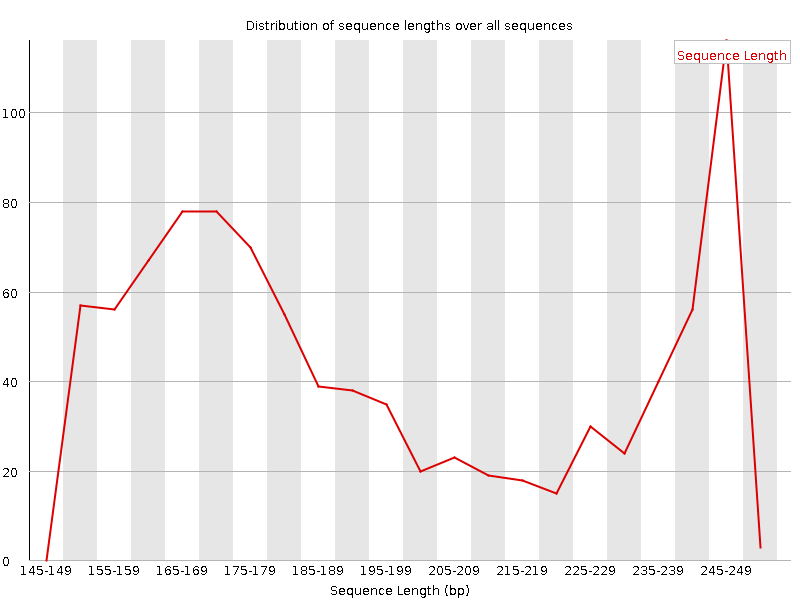 Distribution of sequence lengths over all sequences
Sequence Length
100
80
60
40
20
0
145-149 155-159 165-169 175-179 185-189 195-199 205-209 215-219 225-229 235-239 245-249
Sequence Length (bp)